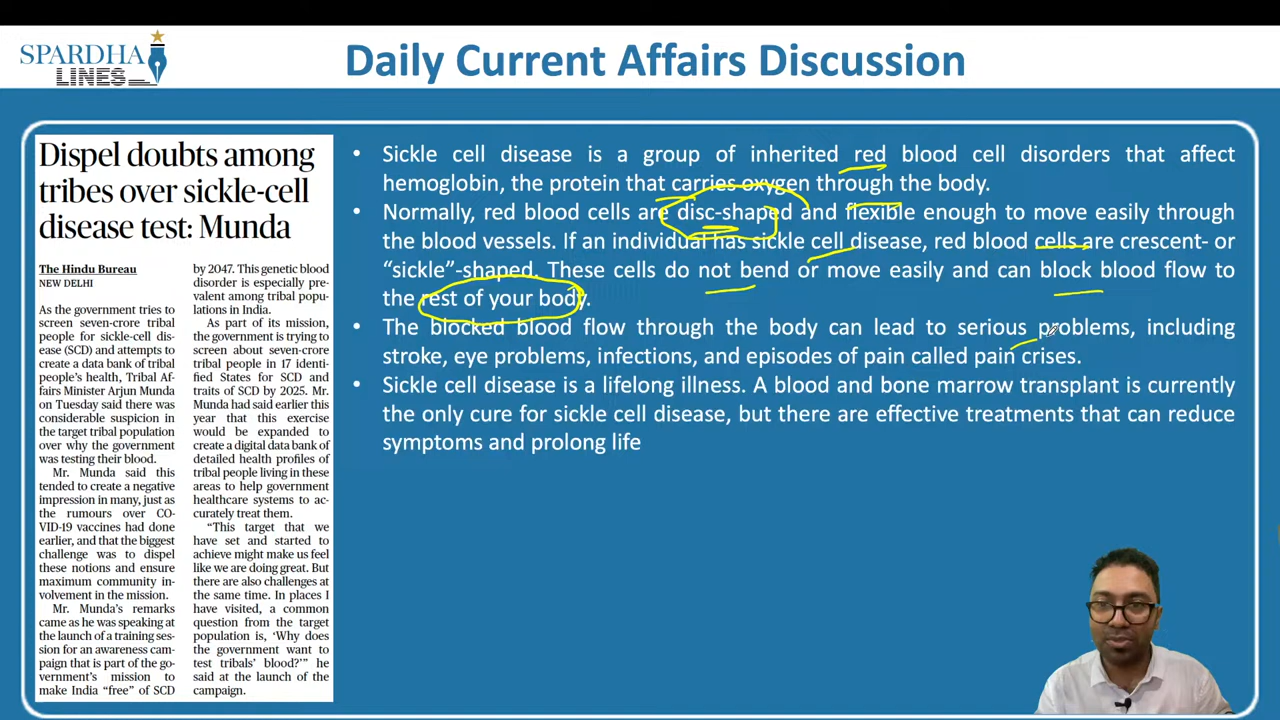 SPARDHA
LINES
Daily Current Affairs Discussion
Dispel doubts among
tribes over sickle-cell
disease test: Munda
The Hindu Bureau
NEW DELHI
As the government tries to
screen seven-crore tribal
people for sickle-cell dis-
ease (SCD) and attempts to
create a data bank of tribal
people's health, Tribal Af-
fairs Minister Arjun Munda
on Tuesday said there was
considerable suspicion in
the target tribal population
over why the government
was testing their blood.
Mr. Munda said this
tended to create a negative
impression in many, just as
the rumours over CO-
VID-19 vaccines had done
earlier, and that the biggest
challenge was to dispel
these notions and ensure
maximum community in-
volvement in the mission.
Mr. Munda's remarks
came as he was speaking at
the launch of a training ses-
sion for an awareness cam-
paign that is part of the go-
vernment's mission to
make India “free” of SCD
by 2047. This genetic blood
disorder is especially pre-
valent among tribal popu-
lations in India.
As part of its mission,
the government is trying to
screen about seven-crore
tribal people in 17 identi-
fied States for SCD and
traits of SCD by 2025. Mr.
Munda had said earlier this
year that this exercise
would be expanded to
create a digital data bank of
detailed health profiles of
tribal people living in these
areas to help government
healthcare systems to ac-
curately treat them.
“This target that we
have set and started to
achieve might make us feel
like we are doing great. But
there are also challenges at
the same time. In places I
have visited, a common
question from the target
population is, ‘Why does
the government want to
test tribals’ blood?’” he
said at the launch of the
campaign.
• Sickle cell disease is a group of inherited red blood cell disorders that affect
hemoglobin, the protein that carries oxygen through the body.
• Normally, red blood cells are disc-shaped and flexible enough to move easily through
the blood vessels. If an individual has sickle cell disease, red blood cells are crescent- or
“sickle”-shaped. These cells do not bend or move easily and can block blood flow to
the rest of your body.
• The blocked blood flow through the body can lead to serious problems, including
stroke, eye problems, infections, and episodes of pain called pain crises.
• Sickle cell disease is a lifelong illness. A blood and bone marrow transplant is currently
the only cure for sickle cell disease, but there are effective treatments that can reduce
symptoms and prolong life